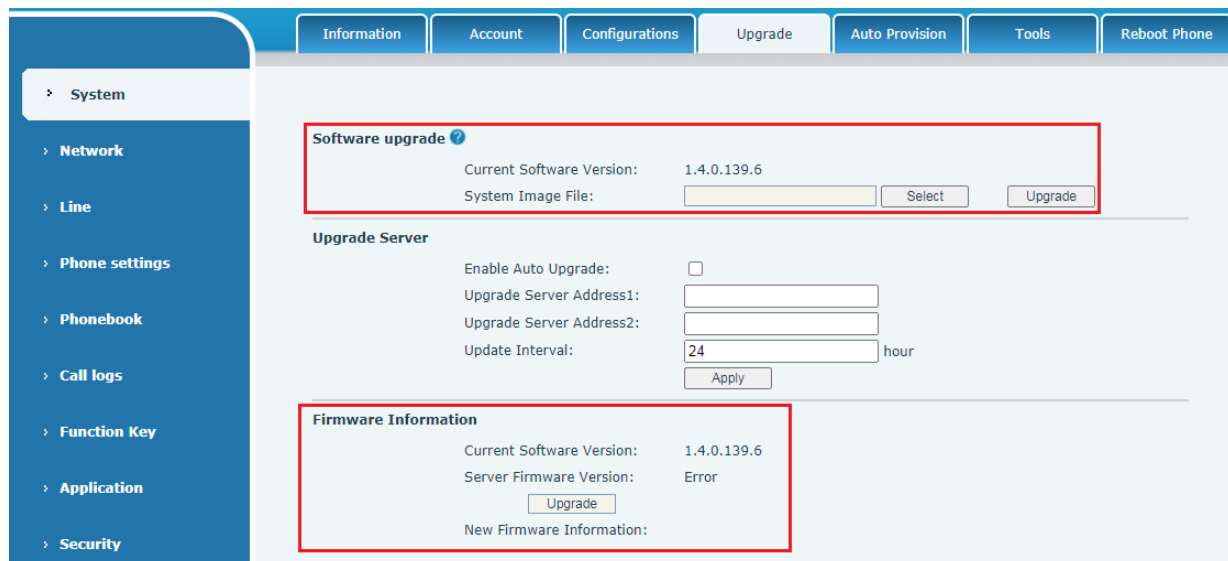 Information Account Configurations Upgrade Auto Provision Tools Reboot Phone
System
Network
Line
Phone settings
Phonebook
Call logs
Function Key
Application
Security
Software upgrade ?
Current Software Version: 1.4.0.139.6
System Image File: Select Upgrade
Upgrade Server
Enable Auto Upgrade:
Upgrade Server Address1:
Upgrade Server Address2:
Update Interval: 24 hour
Apply
Firmware Information
Current Software Version: 1.4.0.139.6
Server Firmware Version: Error
Upgrade
New Firmware Information: